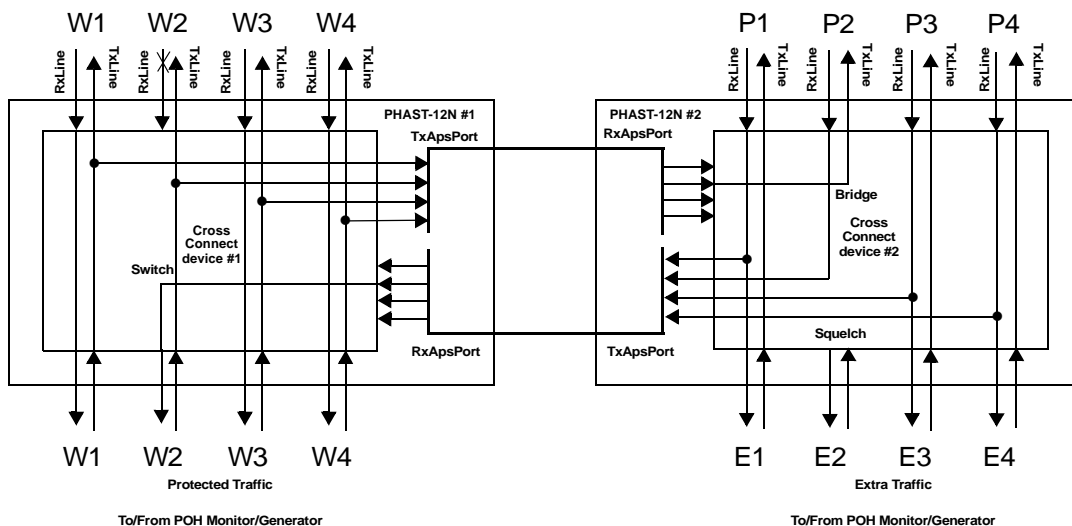 W1 W2 W3 W4 P1 P2 P3 P4
RxLine TxLine RxLine TxLine RxLine TxLine RxLine TxLine RxLine TxLine RxLine TxLine RxLine TxLine RxLine TxLine
PHAST-12N #1 PHAST-12N #2
TxApsPort RxApsPort
Bridge
Cross
Connect
device #1
Cross
Connect
device #2
Switch
Squelch
RxApsPort TxApsPort
W1 W2 W3 W4 E1 E2 E3 E4
Protected Traffic Extra Traffic
To/From POH Monitor/Generator To/From POH Monitor/Generator